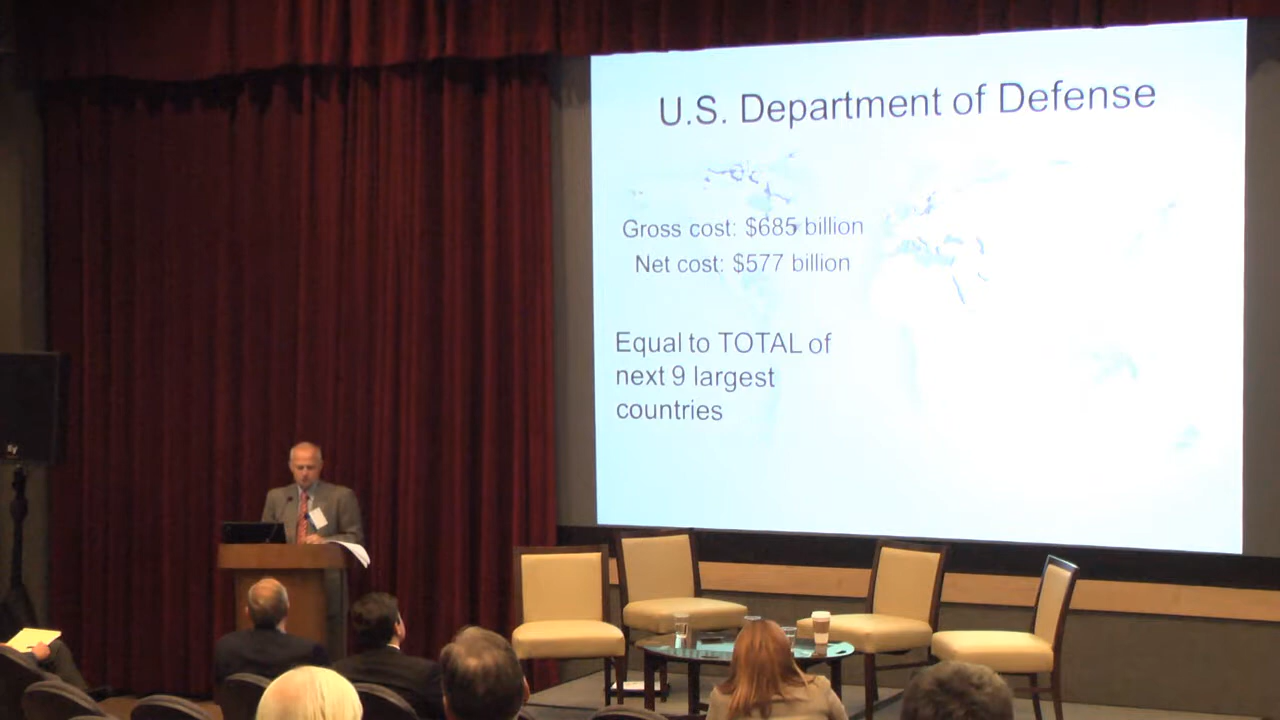 U.S. Department of Defense
Gross cost: $685 billion
Net cost: $577 billion
Equal to TOTAL of
next 9 largest
countries